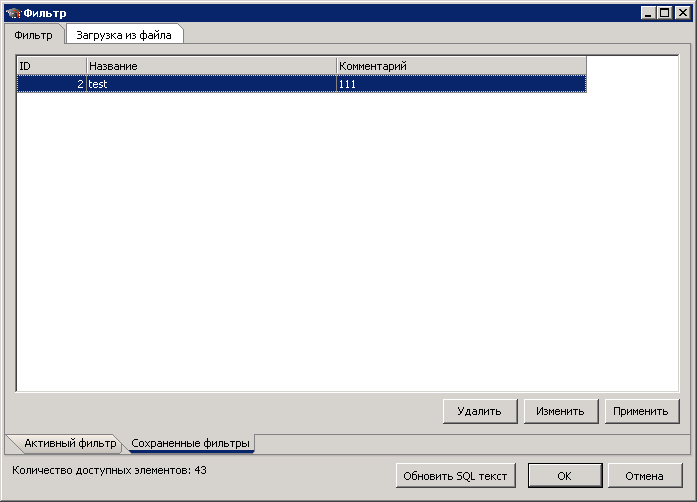 Фильтр
Фильтр Загрузка из файла
ID Название Комментарий
2 test 111
Удалить Изменить Применить
Активный фильтр Сохраненные фильтры
Количество доступных элементов: 43
Обновить SQL текст OK Отмена